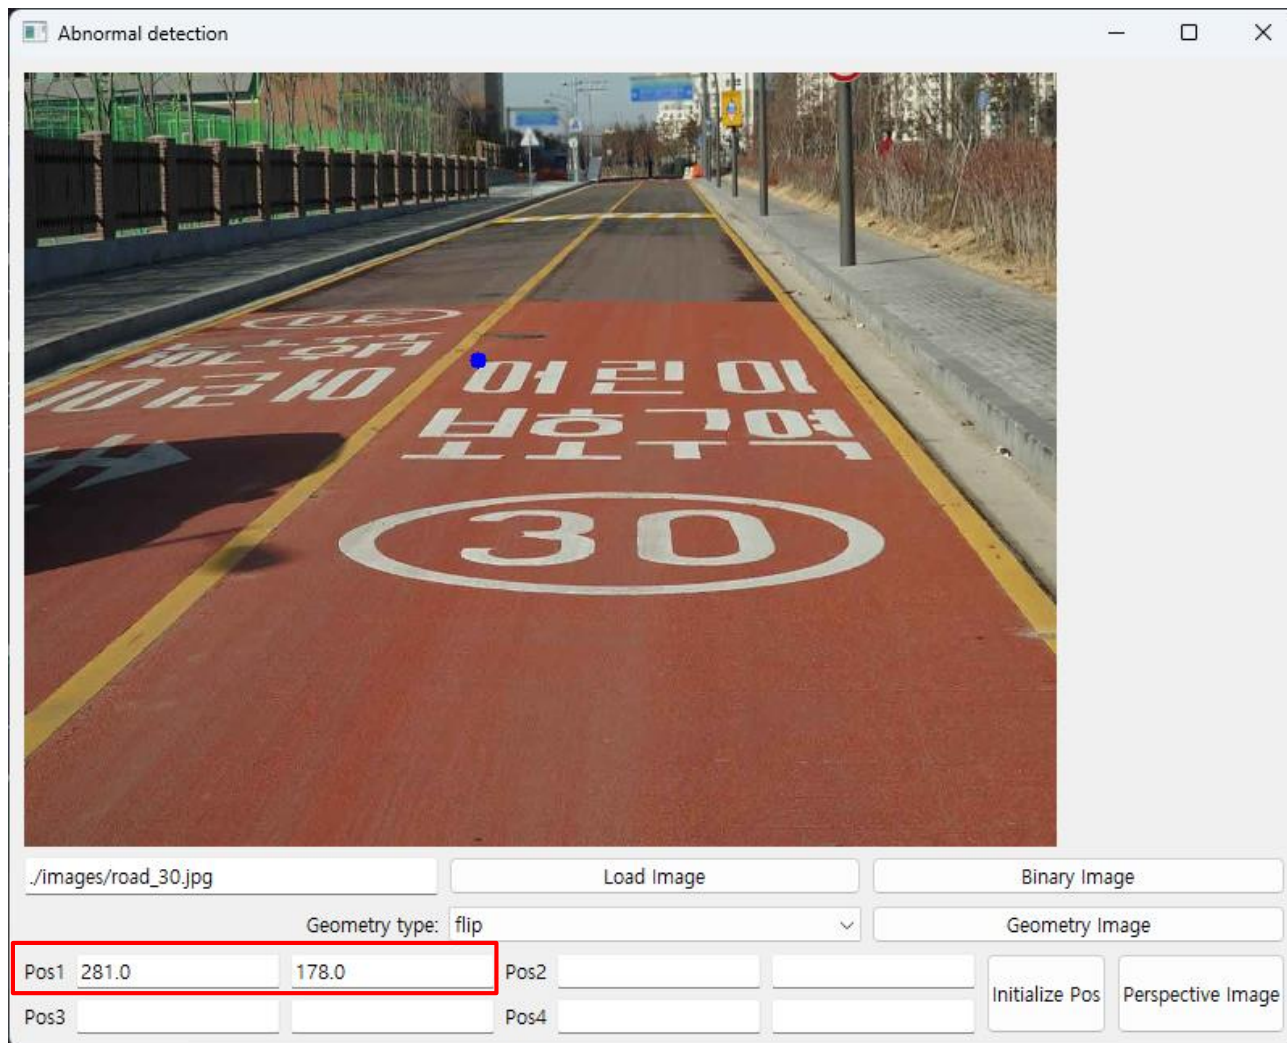 Abnormal detection
어린이
보호구역
30
./images/road_30.jpg
Load Image
Binary Image
Geometry type:
flip
Geometry Image
Pos1
281.0
178.0
Pos2
Initialize Pos
Perspective Image
Pos3
Pos4